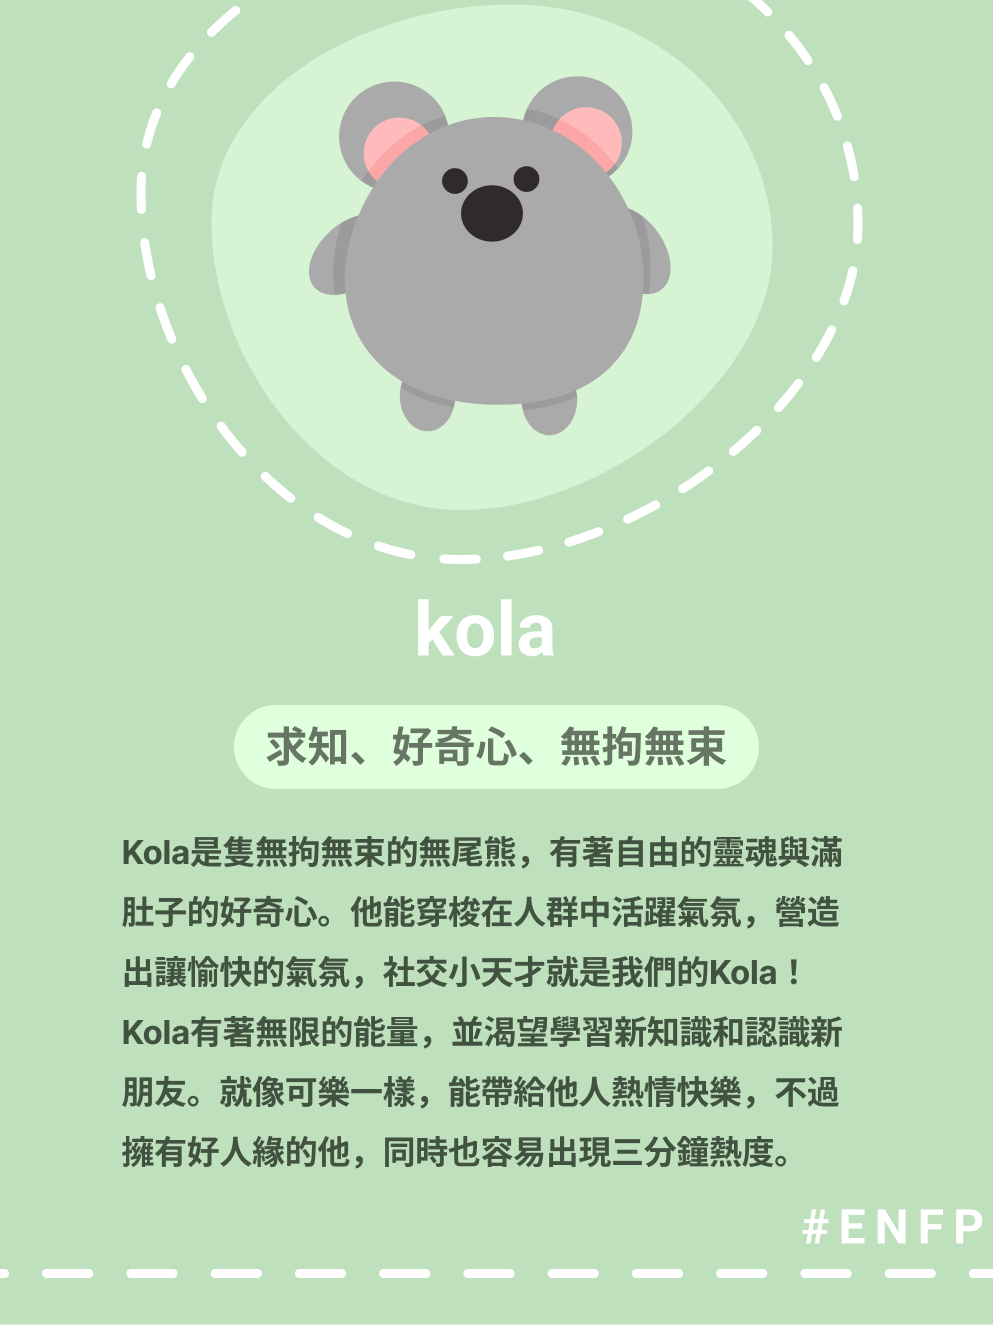 kola
求知、好奇心、無拘無束
Kola是隻無拘無束的無尾熊，有著自由的靈魂與滿
肚子的好奇心。他能穿梭在人群中活躍氣氛，營造
出讓愉快的氣氛，社交小天才就是我們的Kola！
Kola有著無限的能量，並渴望學習新知識和認識新
朋友。就像可樂一樣，能帶給他人熱情快樂，不過
擁有好人緣的他，同時也容易出現三分鐘熱度。
#ENFP